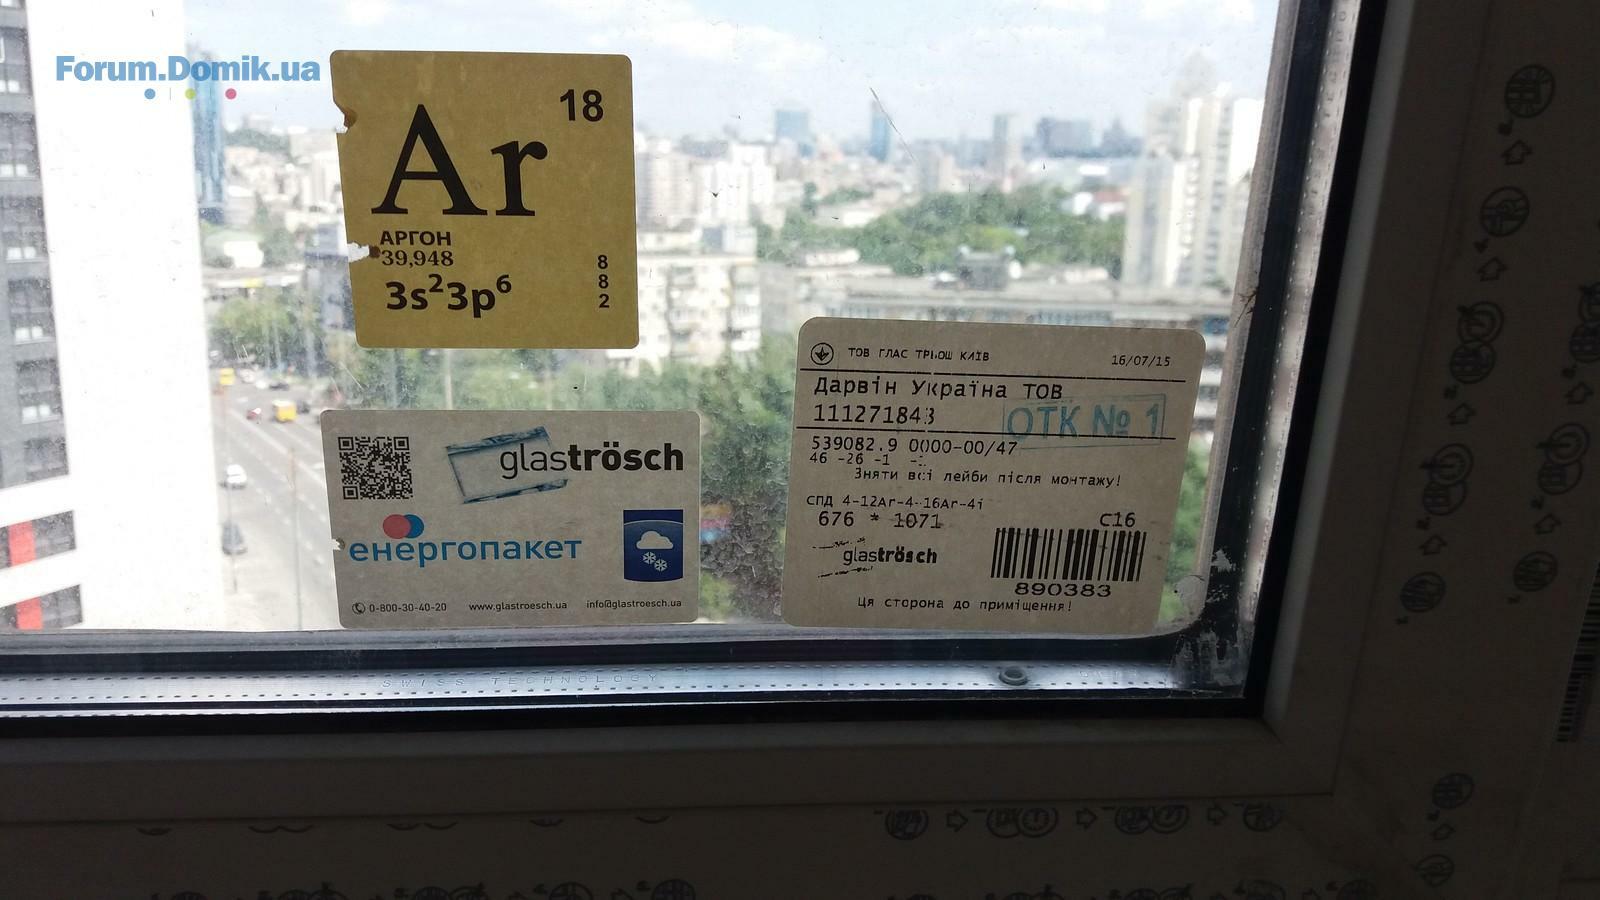 Forum.Domik.ua
18
Ar
АРГОН
39,948
3s²3p⁶
8
8
2
glaströsch
енергопакет
0-800-30-40-20 www.glastroesch.ua info@glastroesch.ua
ТОВ ГЛАС ТРЬОШ КИЇВ 16/07/15
Дарвін Україна ТОВ
111271843
ОТК № 1
539082.9 0000-00/47
46 -26 -1
Зняти всі лейби після монтажу!
СПД 4-12Ar-4-16Ar-4i
676 * 1071 C16
glaströsch
890383
Ця сторона до приміщення!
SWISS TECHNOLOGY